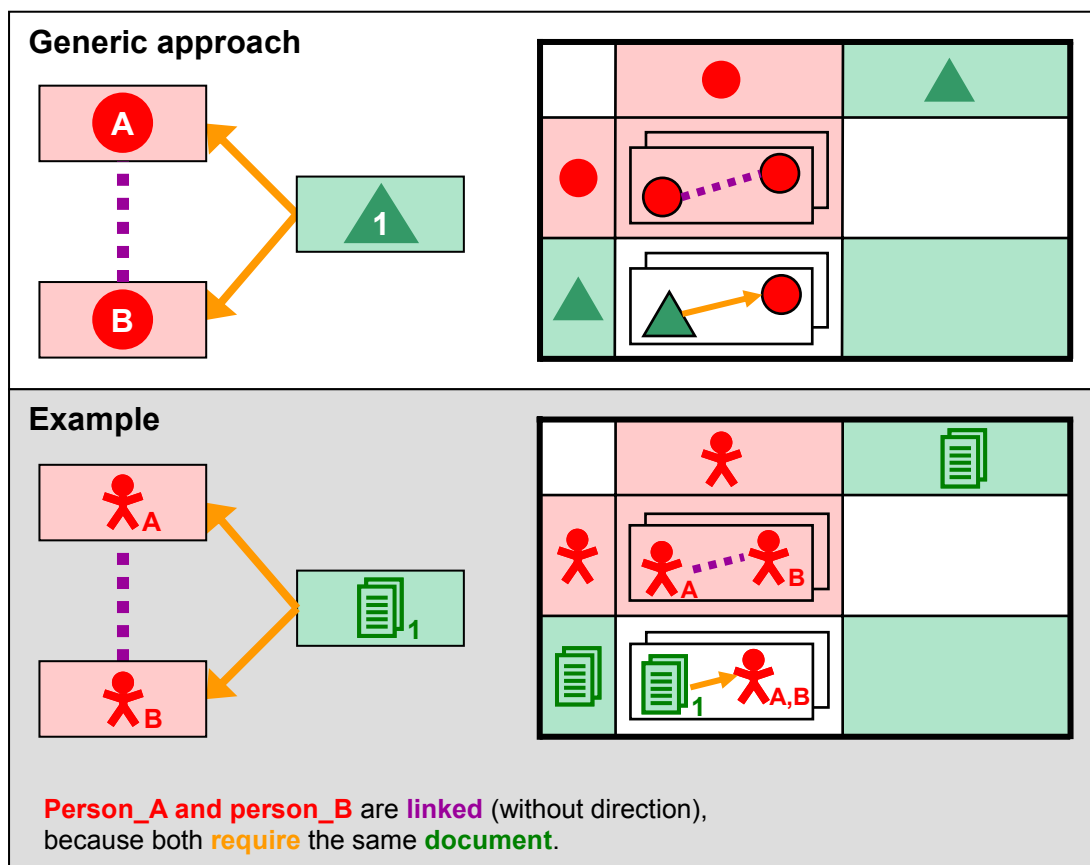 Generic approach
A
1
B
Example
A
1
B
A
B
1
A,B
Person_A and person_B are linked (without direction),
because both require the same document.